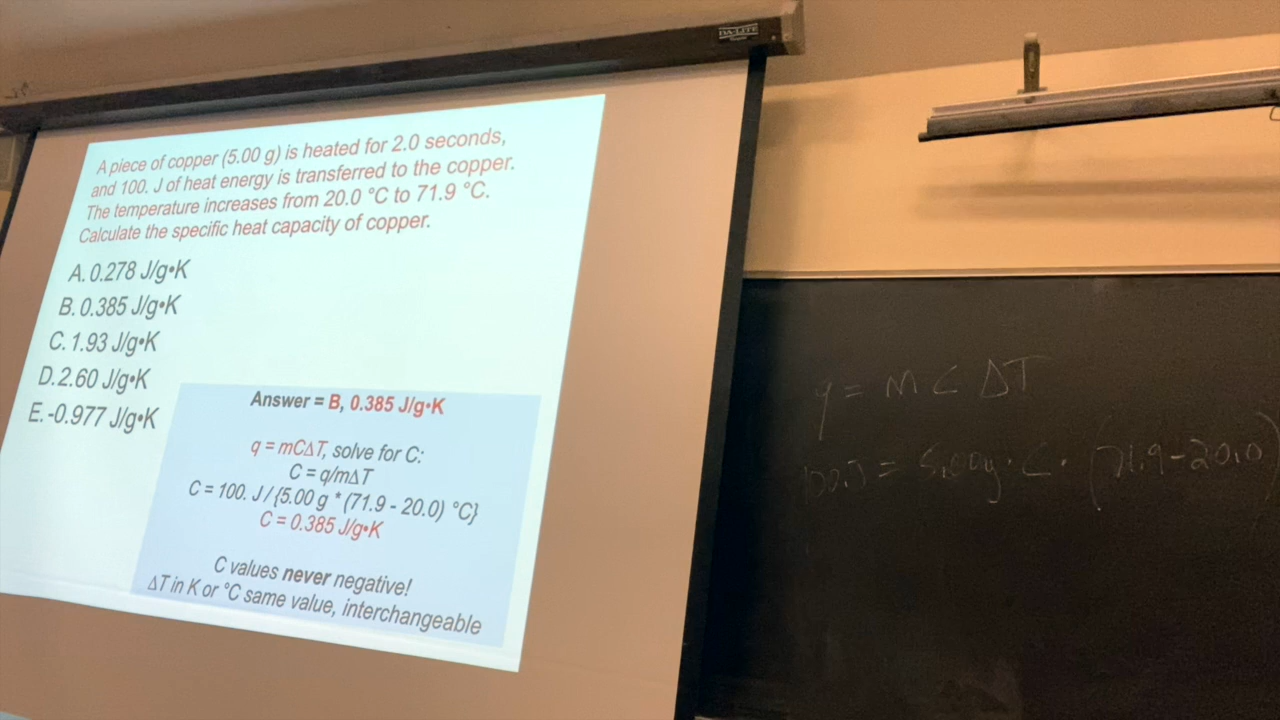 DA-LITE
A piece of copper (5.00 g) is heated for 2.0 seconds,
and 100. J of heat energy is transferred to the copper.
The temperature increases from 20.0 °C to 71.9 °C.
Calculate the specific heat capacity of copper.
A. 0.278 J/g•K
B. 0.385 J/g•K
C. 1.93 J/g•K
D. 2.60 J/g•K
E. -0.977 J/g•K
Answer = B, 0.385 J/g•K
q = mCΔT, solve for C:
C = q/mΔT
C = 100. J / {5.00 g * (71.9 - 20.0) °C}
C = 0.385 J/g•K
C values never negative!
ΔT in K or °C same value, interchangeable
q = m C ΔT
100. J = 5.00g · C · (71.9 - 20.0)